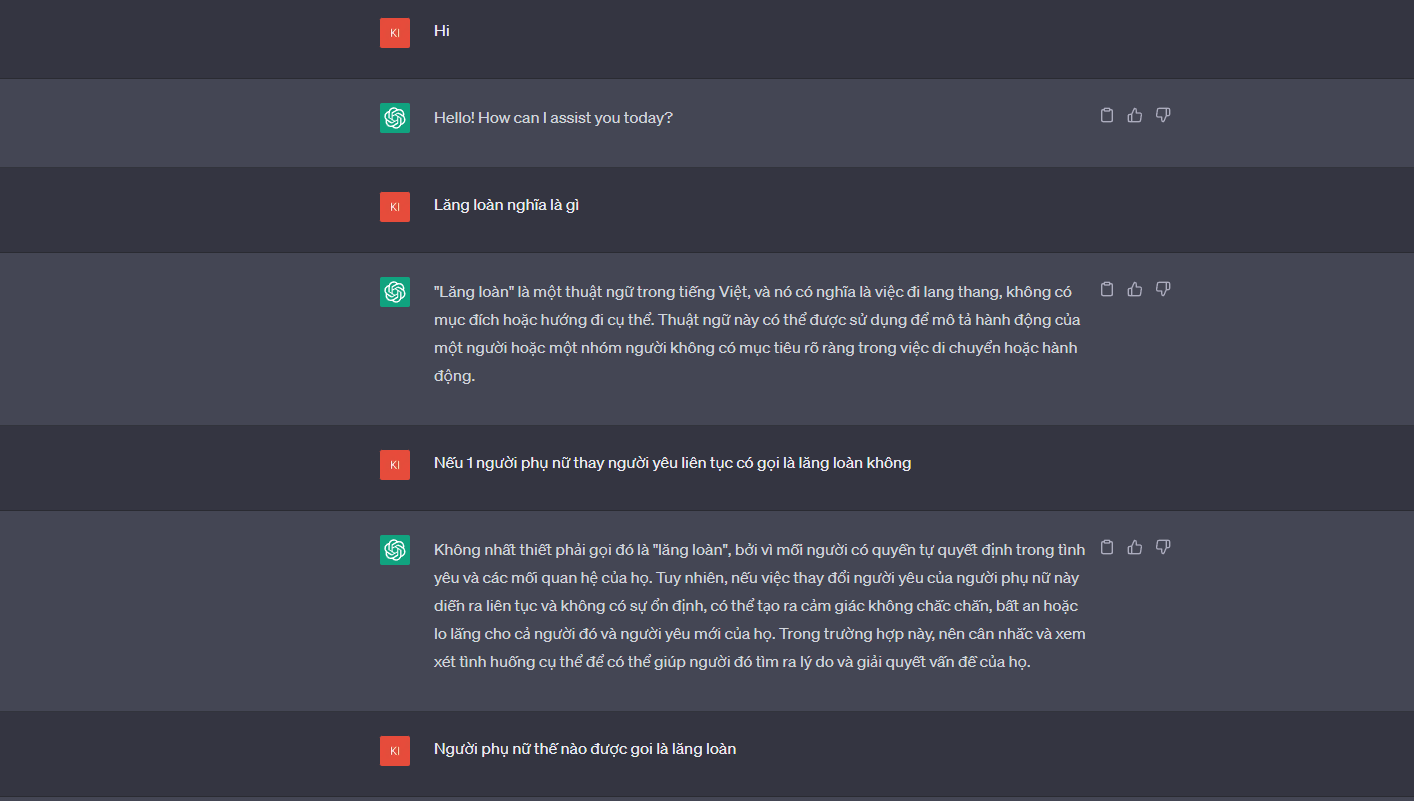 KI
Hi
Hello! How can I assist you today?
KI
Lăng loàn nghĩa là gì
"Lăng loàn" là một thuật ngữ trong tiếng Việt, và nó có nghĩa là việc đi lang thang, không có
mục đích hoặc hướng đi cụ thể. Thuật ngữ này có thể được sử dụng để mô tả hành động của
một người hoặc một nhóm người không có mục tiêu rõ ràng trong việc di chuyển hoặc hành
động.
KI
Nếu 1 người phụ nữ thay người yêu liên tục có gọi là lăng loàn không
Không nhất thiết phải gọi đó là "lăng loàn", bởi vì mỗi người có quyền tự quyết định trong tình
yêu và các mối quan hệ của họ. Tuy nhiên, nếu việc thay đổi người yêu của người phụ nữ này
diễn ra liên tục và không có sự ổn định, có thể tạo ra cảm giác không chắc chắn, bất an hoặc
lo lắng cho cả người đó và người yêu mới của họ. Trong trường hợp này, nên cân nhắc và xem
xét tình huống cụ thể để có thể giúp người đó tìm ra lý do và giải quyết vấn đề của họ.
KI
Người phụ nữ thế nào được goi là lăng loàn